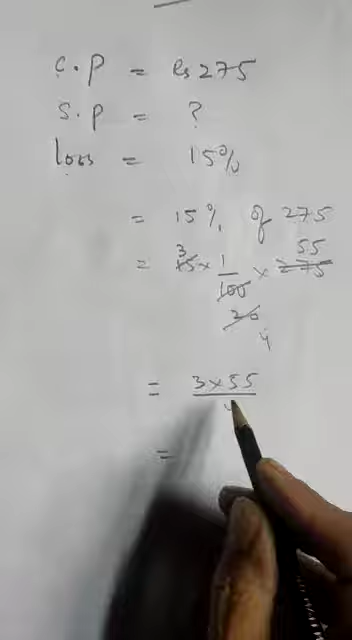 C.P = Rs 275
S.P = ?
loss = 15%
= 15% of 275
= 15 3 × 1/100 20 4 × 275 55
= 3 × 55 / 4
=